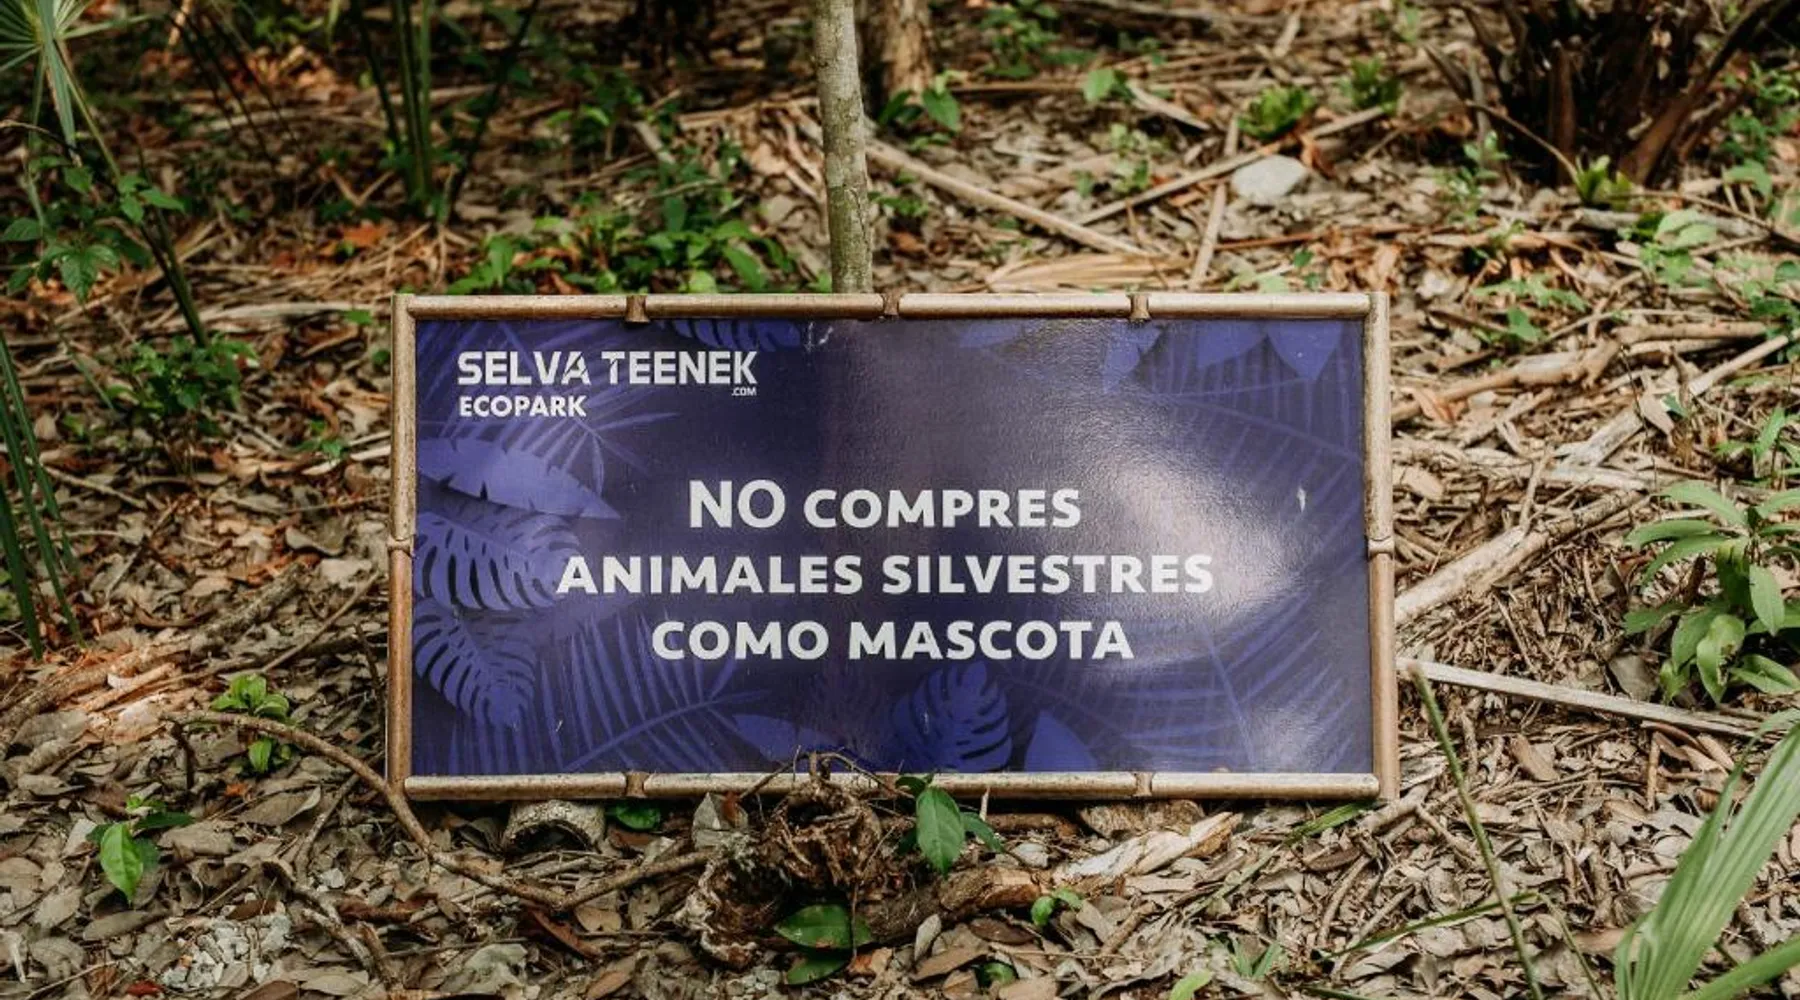 SELVA TEENEK
.COM
ECOPARK
NO COMPRES
ANIMALES SILVESTRES
COMO MASCOTA